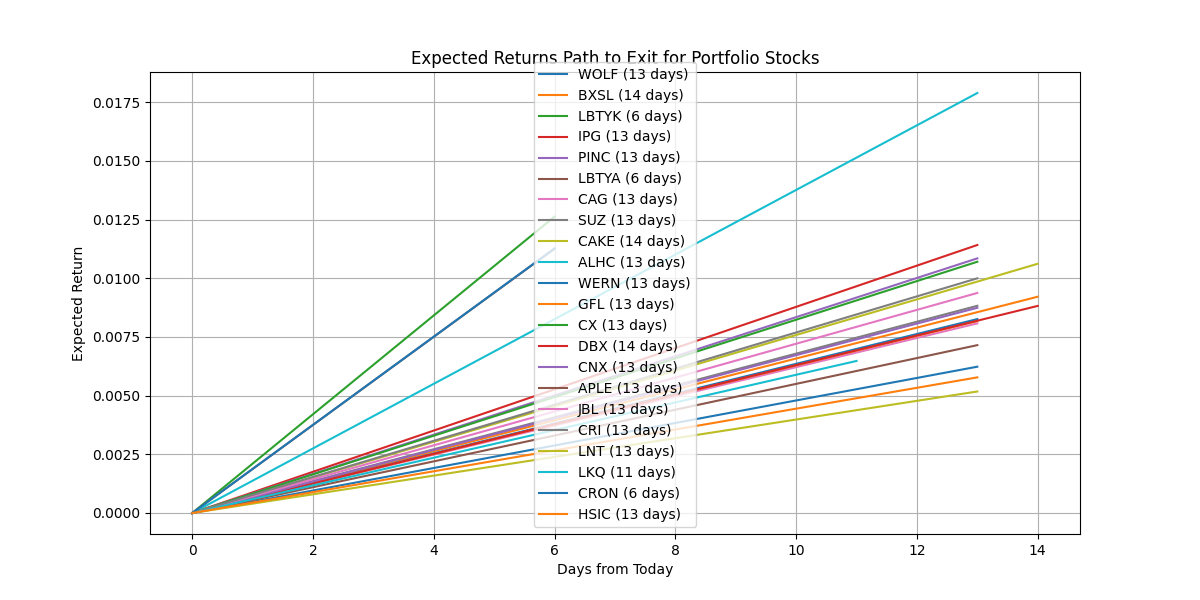 Expected Returns Path to Exit for Portfolio Stocks
WOLF (13 days)
BXSL (14 days)
LBTYK (6 days)
IPG (13 days)
PINC (13 days)
LBTYA (6 days)
CAG (13 days)
SUZ (13 days)
CAKE (14 days)
ALHC (13 days)
WERN (13 days)
GFL (13 days)
CX (13 days)
DBX (14 days)
CNX (13 days)
APLE (13 days)
JBL (13 days)
CRI (13 days)
LNT (13 days)
LKQ (11 days)
CRON (6 days)
HSIC (13 days)
Expected Return
0.0175
0.0150
0.0125
0.0100
0.0075
0.0050
0.0025
0.0000
0 2 4 6 8 10 12 14
Days from Today